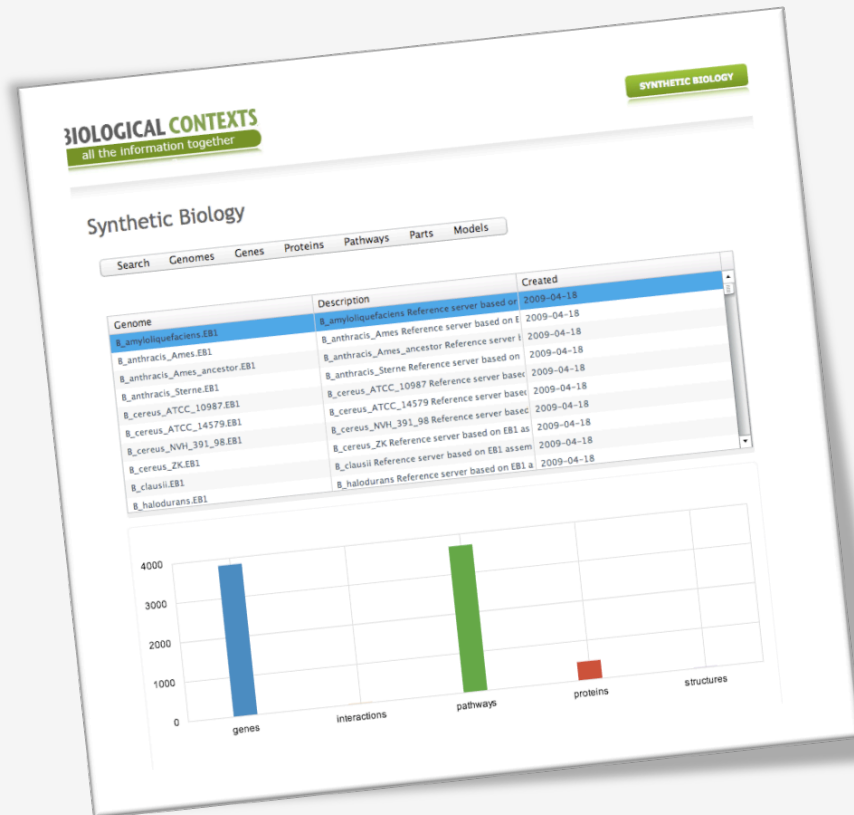 SYNTHETIC BIOLOGY
BIOLOGICAL CONTEXTS
all the information together
Synthetic Biology
Search Genomes Genes Proteins Pathways Parts Models
Genome Description Created
B_amyloliquefaciens.EB1 B_amyloliquefaciens Reference server based on 2009-04-18
B_anthracis_Ames.EB1 B_anthracis_Ames Reference server based on E 2009-04-18
B_anthracis_Ames_ancestor.EB1 B_anthracis_Ames_ancestor Reference server 2009-04-18
B_anthracis_Sterne.EB1 B_anthracis_Sterne Reference server based on 2009-04-18
B_cereus_ATCC_10987.EB1 B_cereus_ATCC_10987 Reference server based 2009-04-18
B_cereus_ATCC_14579.EB1 B_cereus_ATCC_14579 Reference server based 2009-04-18
B_cereus_NVH_391_98.EB1 B_cereus_NVH_391_98 Reference server based 2009-04-18
B_cereus_ZK.EB1 B_cereus_ZK Reference server based on EB1 as 2009-04-18
B_clausii.EB1 B_clausii Reference server based on EB1 assem 2009-04-18
B_halodurans.EB1 B_halodurans Reference server based on EB1 a 2009-04-18
4000
3000
2000
1000
0
genes interactions pathways proteins structures